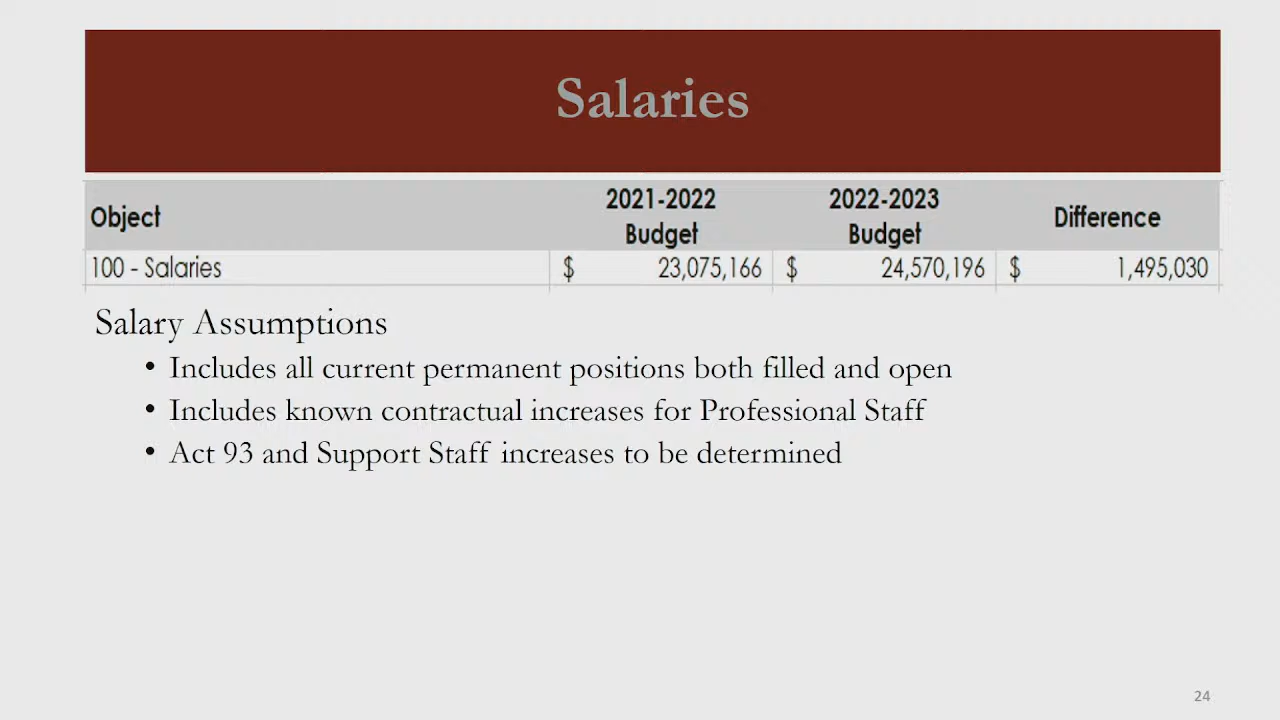 Salaries
Object 2021-2022 Budget 2022-2023 Budget Difference
100 - Salaries $ 23,075,166 $ 24,570,196 $ 1,495,030
Salary Assumptions
• Includes all current permanent positions both filled and open
• Includes known contractual increases for Professional Staff
• Act 93 and Support Staff increases to be determined
24